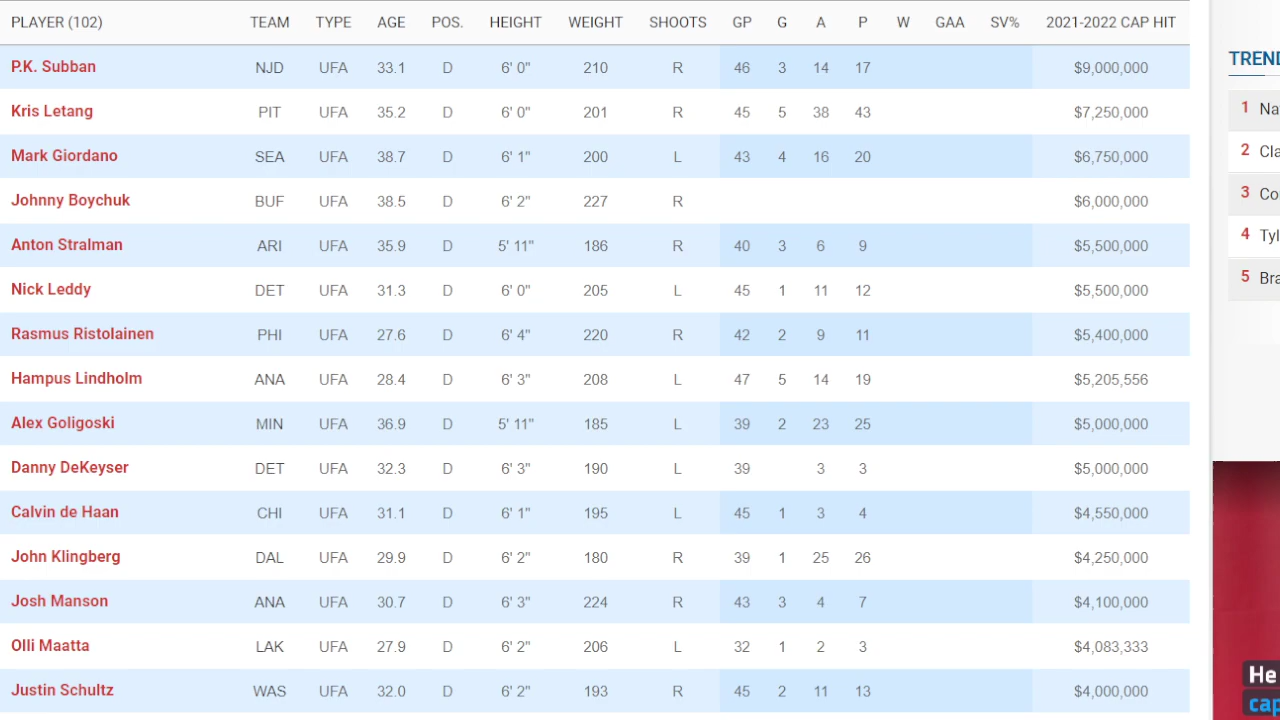 PLAYER (102) TEAM TYPE AGE POS. HEIGHT WEIGHT SHOOTS GP G A P W GAA SV% 2021-2022 CAP HIT
P.K. Subban NJD UFA 33.1 D 6' 0" 210 R 46 3 14 17 $9,000,000
Kris Letang PIT UFA 35.2 D 6' 0" 201 R 45 5 38 43 $7,250,000
Mark Giordano SEA UFA 38.7 D 6' 1" 200 L 43 4 16 20 $6,750,000
Johnny Boychuk BUF UFA 38.5 D 6' 2" 227 R $6,000,000
Anton Stralman ARI UFA 35.9 D 5' 11" 186 R 40 3 6 9 $5,500,000
Nick Leddy DET UFA 31.3 D 6' 0" 205 L 45 1 11 12 $5,500,000
Rasmus Ristolainen PHI UFA 27.6 D 6' 4" 220 R 42 2 9 11 $5,400,000
Hampus Lindholm ANA UFA 28.4 D 6' 3" 208 L 47 5 14 19 $5,205,556
Alex Goligoski MIN UFA 36.9 D 5' 11" 185 L 39 2 23 25 $5,000,000
Danny DeKeyser DET UFA 32.3 D 6' 3" 190 L 39 3 3 $5,000,000
Calvin de Haan CHI UFA 31.1 D 6' 1" 195 L 45 1 3 4 $4,550,000
John Klingberg DAL UFA 29.9 D 6' 2" 180 R 39 1 25 26 $4,250,000
Josh Manson ANA UFA 30.7 D 6' 3" 224 R 43 3 4 7 $4,100,000
Olli Maatta LAK UFA 27.9 D 6' 2" 206 L 32 1 2 3 $4,083,333
Justin Schultz WAS UFA 32.0 D 6' 2" 193 R 45 2 11 13 $4,000,000
TREND
1 Na
2 Cla
3 Co
4 Tyl
5 Bra
He
cap